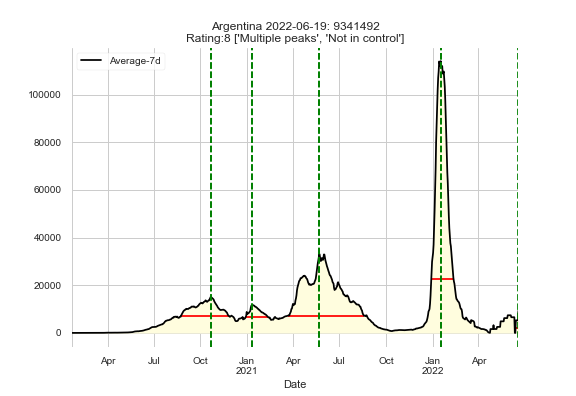 Argentina 2022-06-19: 9341492
Rating:8 ['Multiple peaks', 'Not in control']
Average-7d
100000
80000
60000
40000
20000
0
Apr Jul Oct Jan Apr Jul Oct Jan Apr
2021 2022
Date